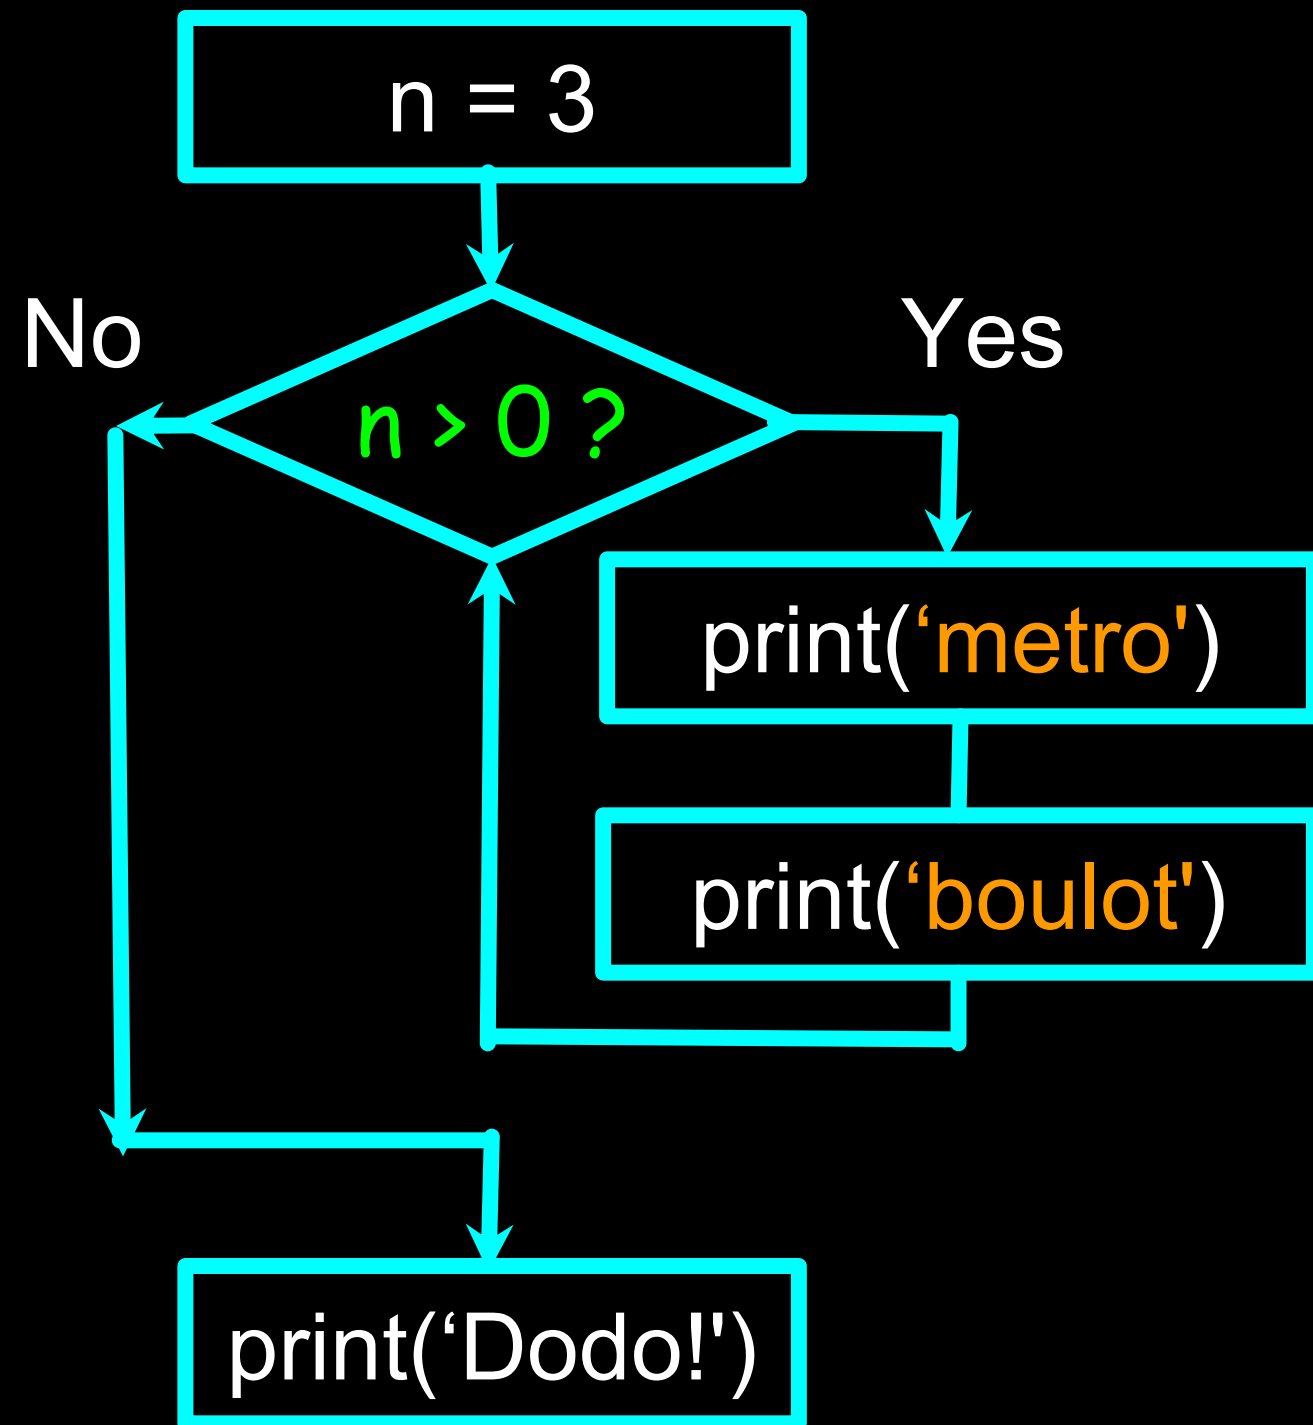 n = 3
No
Yes
n > 0 ?
print(‘metro')
print(‘boulot')
print(‘Dodo!')